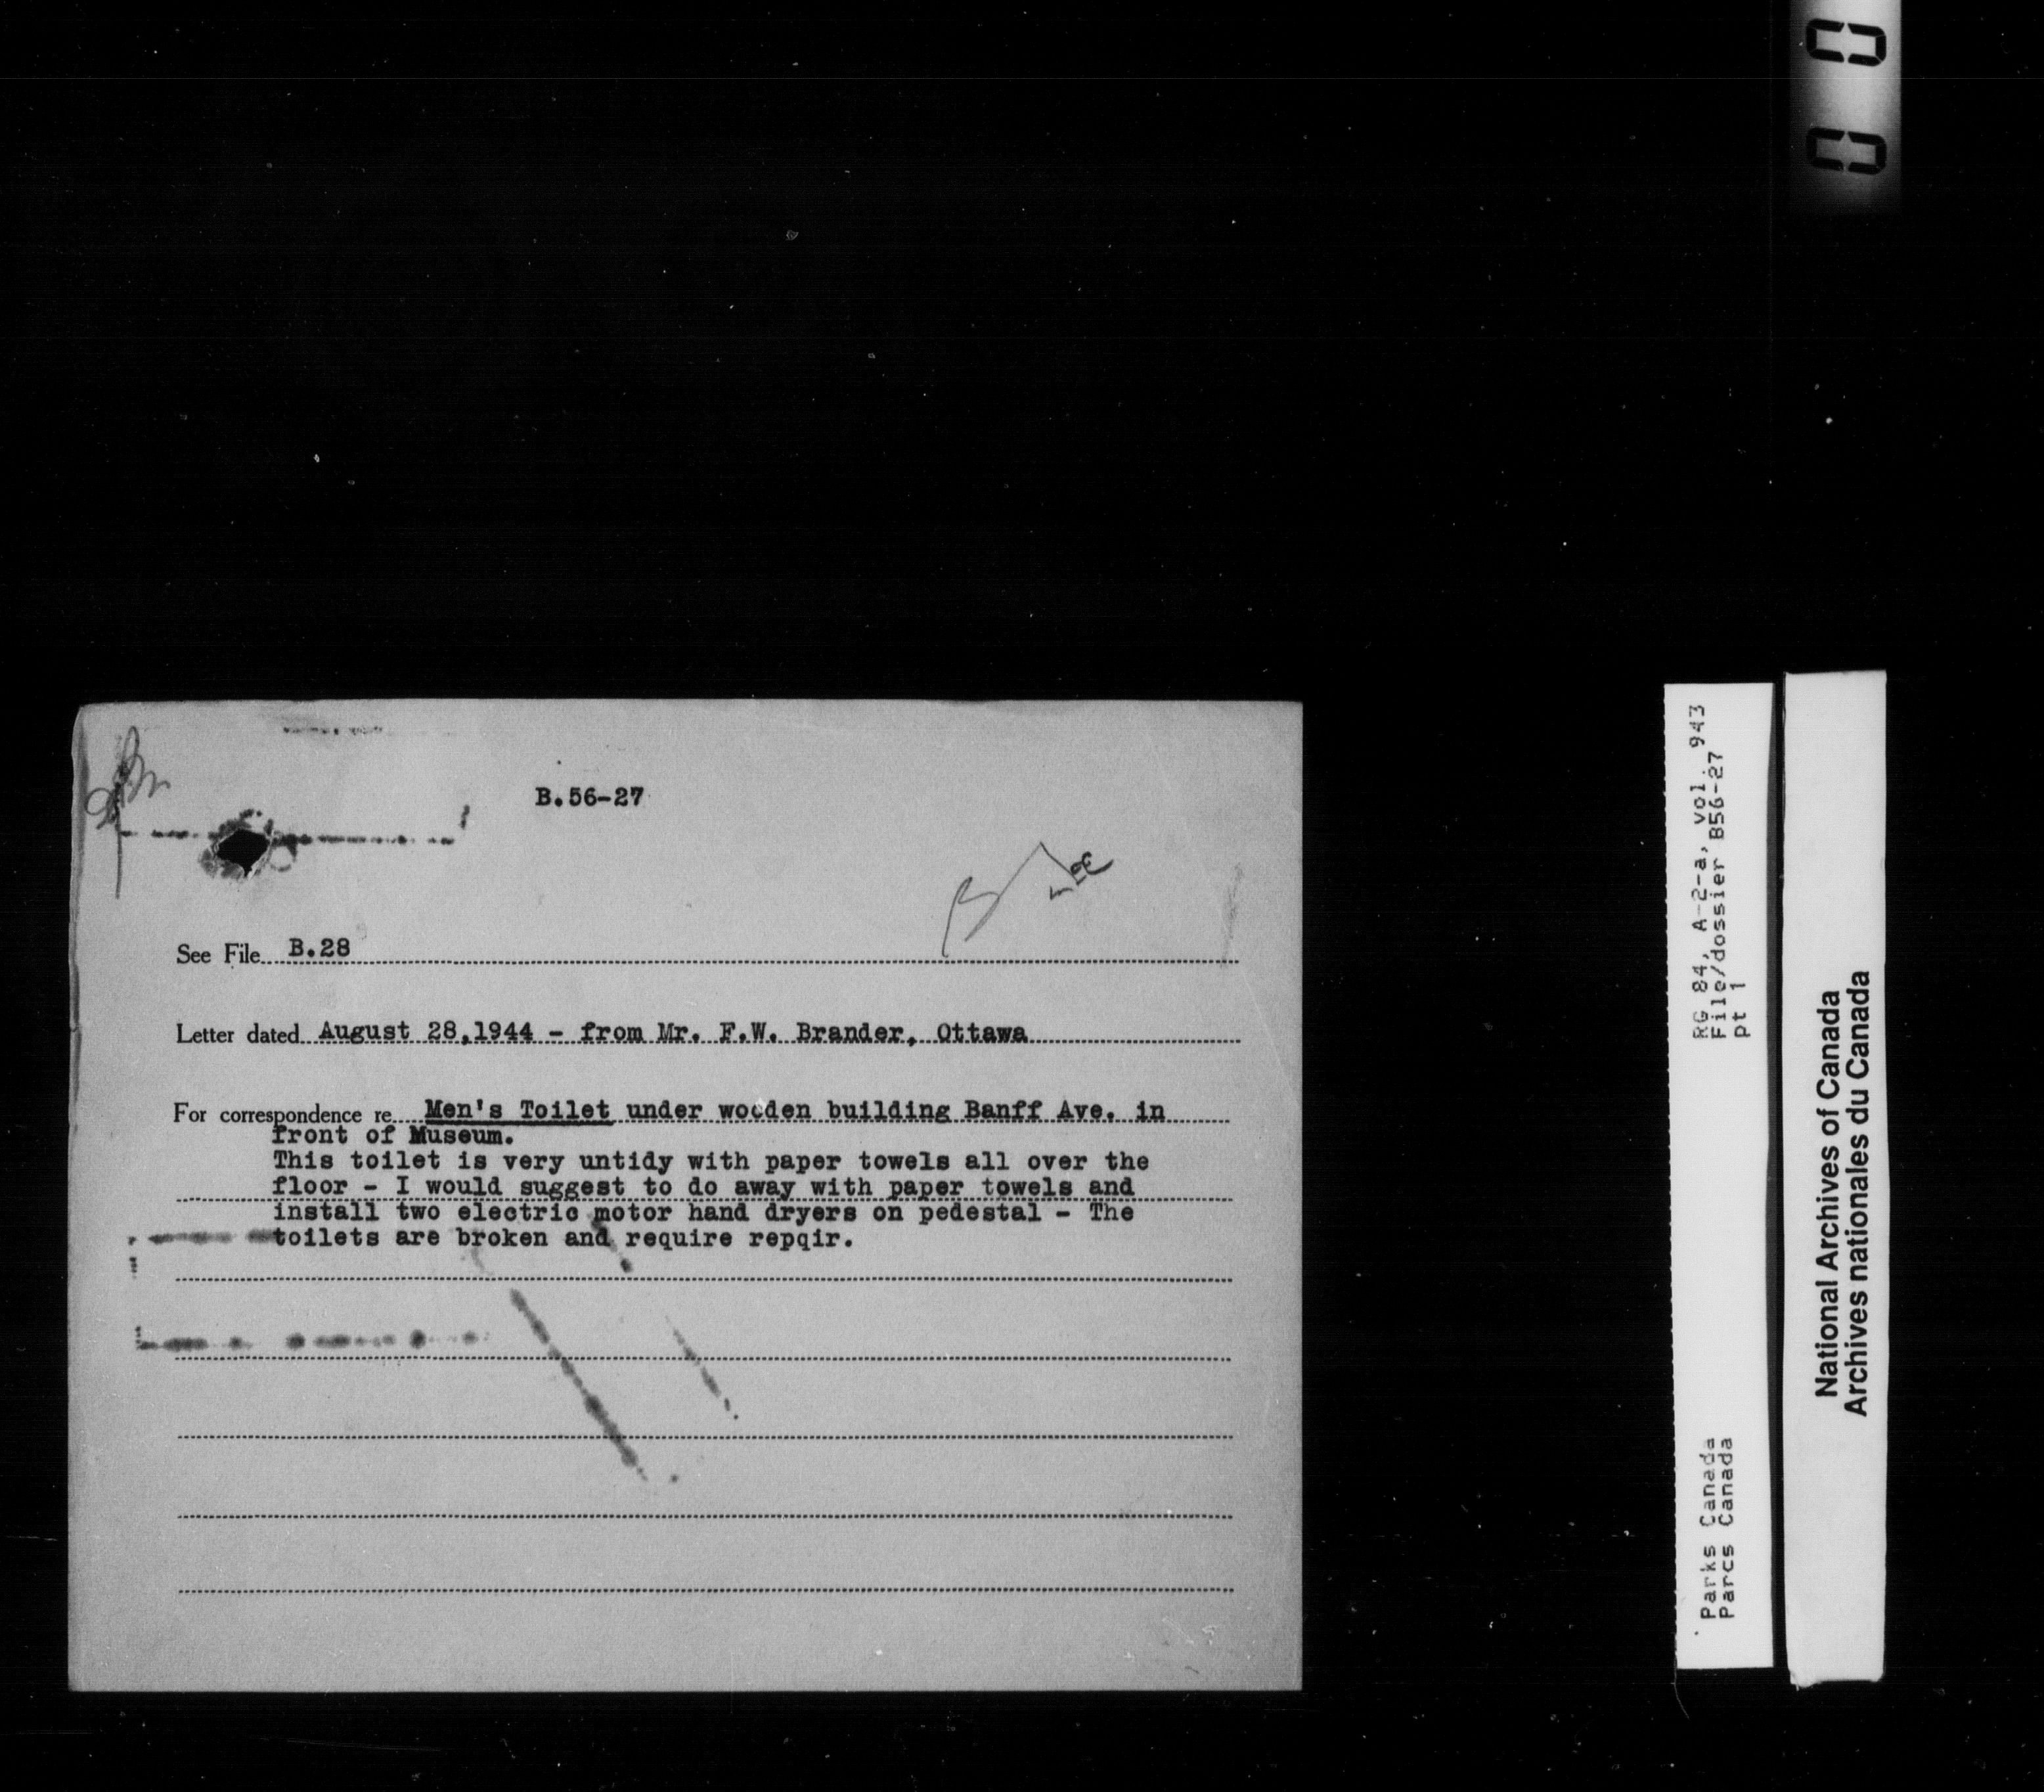 B.56-27
See File B.28
Letter dated August 28,1944 - from Mr. F.W. Brander, Ottawa
For correspondence re Men's Toilet under wooden building Banff Ave. in
front of Museum.
This toilet is very untidy with paper towels all over the
floor - I would suggest to do away with paper towels and
install two electric motor hand dryers on pedestal - The
toilets are broken and require repqir.
RG 84, A-2-a, vol. 943
File/dossier B56-27
pt 1
Parks Canada
Parcs Canada
National Archives of Canada
Archives nationales du Canada
0 0